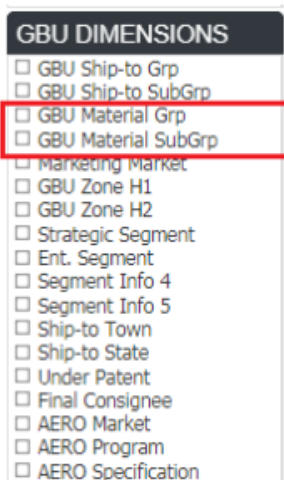 GBU DIMENSIONS
GBU Ship-to Grp
GBU Ship-to SubGrp
GBU Material Grp
GBU Material SubGrp
Marketing Market
GBU Zone H1
GBU Zone H2
Strategic Segment
Ent. Segment
Segment Info 4
Segment Info 5
Ship-to Town
Ship-to State
Under Patent
Final Consignee
AERO Market
AERO Program
AERO Specification